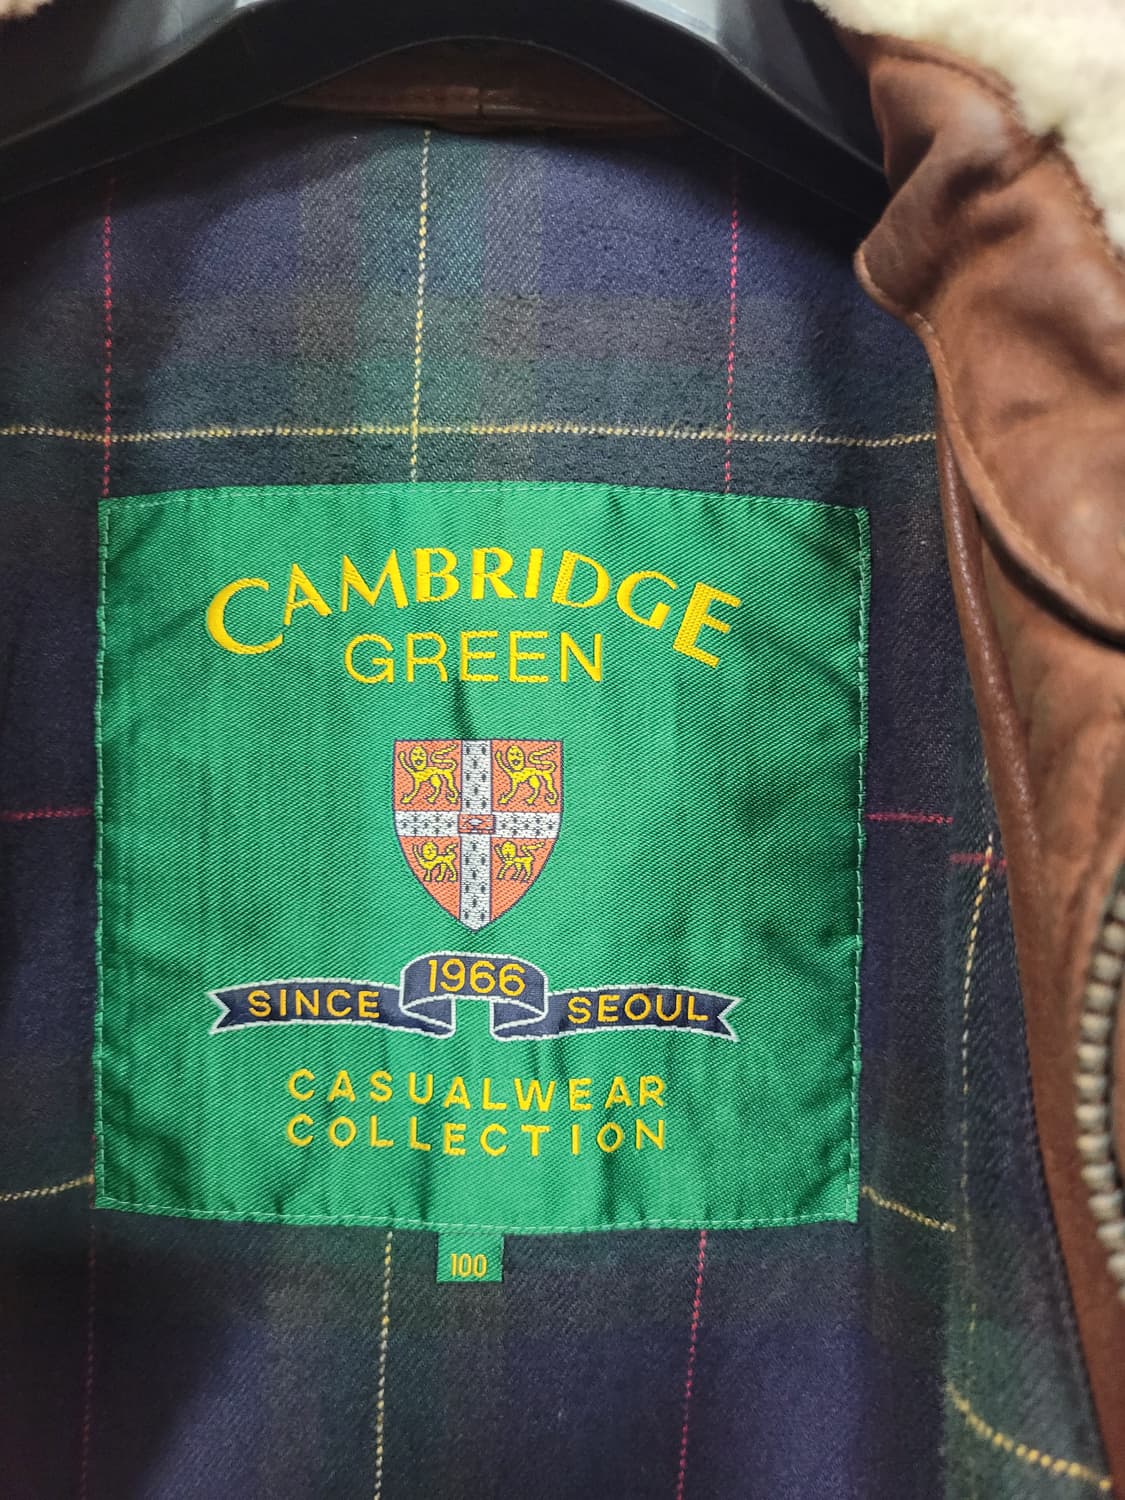 CAMBRIDGE
GREEN
SINCE 1966 SEOUL
CASUALWEAR
COLLECTION
100